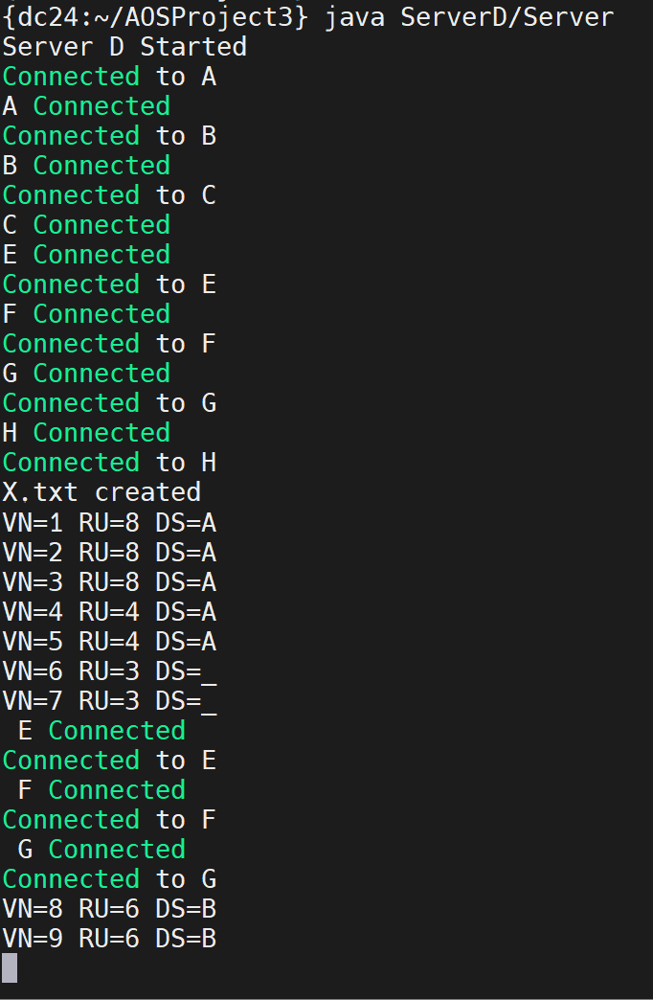 {dc24:~/AOSProject3} java ServerD/Server
Server D Started
Connected to A
A Connected
Connected to B
B Connected
Connected to C
C Connected
E Connected
Connected to E
F Connected
Connected to F
G Connected
Connected to G
H Connected
Connected to H
X.txt created
VN=1 RU=8 DS=A
VN=2 RU=8 DS=A
VN=3 RU=8 DS=A
VN=4 RU=4 DS=A
VN=5 RU=4 DS=A
VN=6 RU=3 DS=_
VN=7 RU=3 DS=_
 E Connected
Connected to E
 F Connected
Connected to F
 G Connected
Connected to G
VN=8 RU=6 DS=B
VN=9 RU=6 DS=B